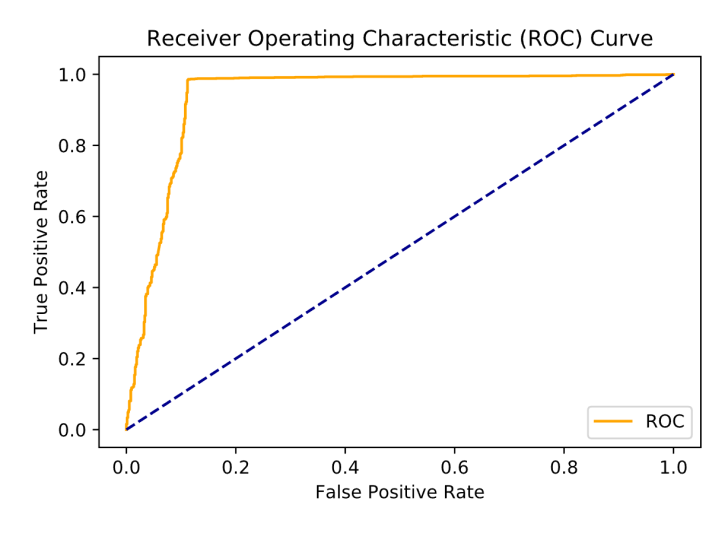 Receiver Operating Characteristic (ROC) Curve
1.0
0.8
0.6
0.4
0.2
0.0
True Positive Rate
ROC
0.0 0.2 0.4 0.6 0.8 1.0
False Positive Rate